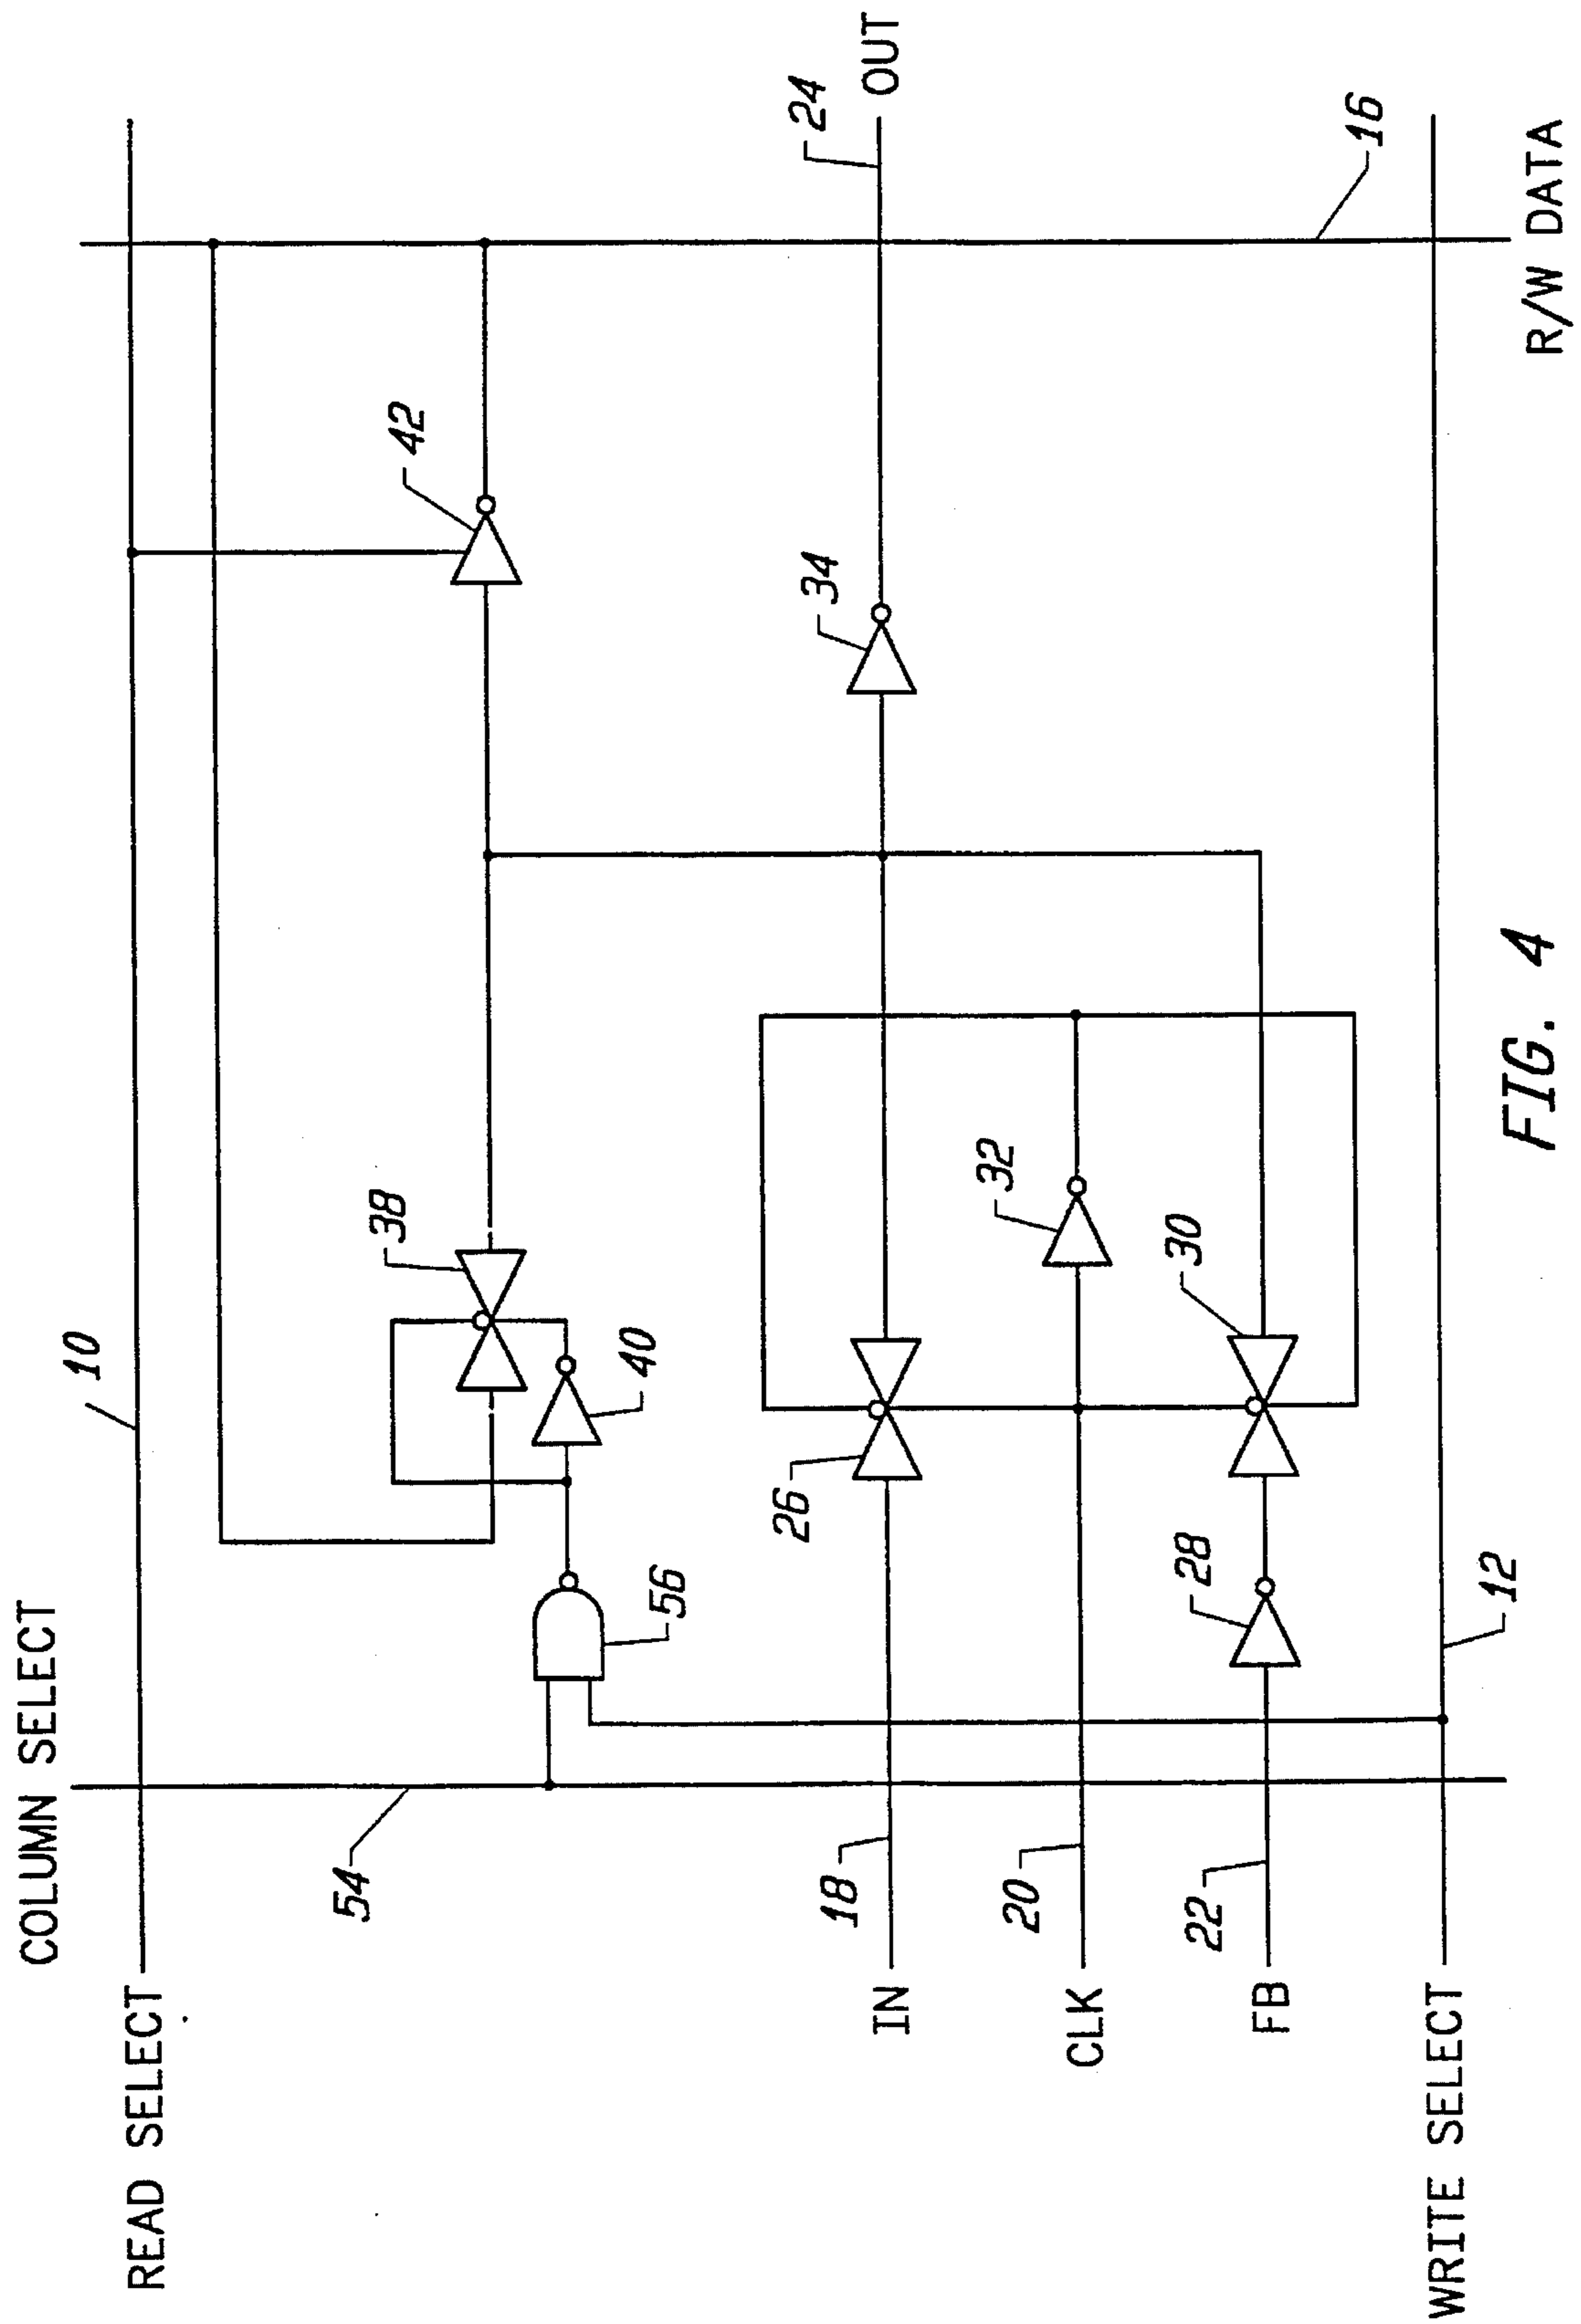 COLUMN SELECT
READ SELECT
10
54
38
42
40
56
IN
18
26
34
24
OUT
CLK
20
32
FB
22
28
30
16
WRITE SELECT
12
R/W DATA
FIG. 4